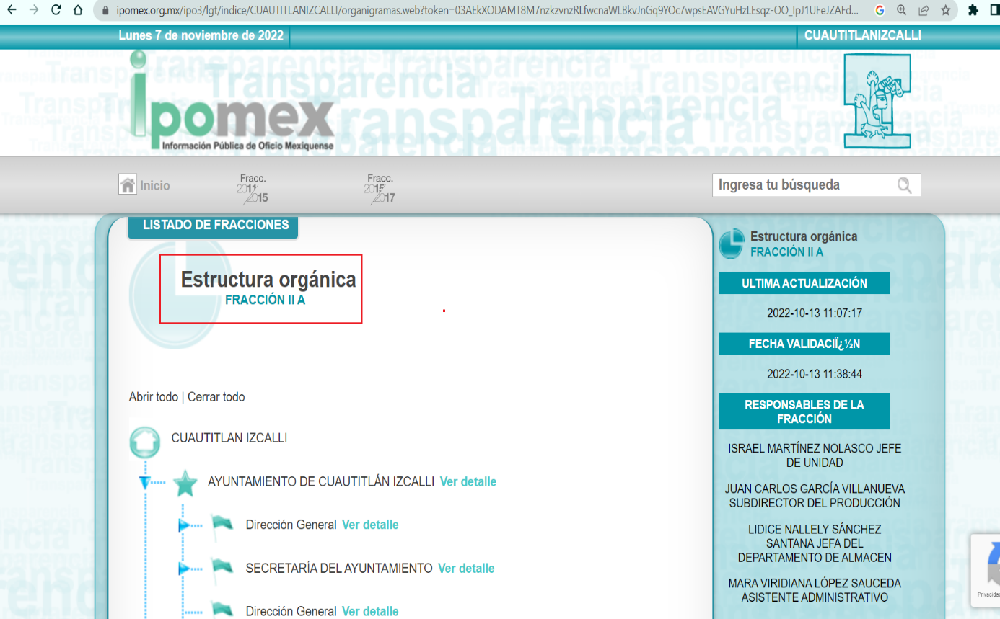 ipomex.org.mx/ipo3/lgt/indice/CUAUTITLANIZCALLI/organigramas.web?token=03AEkXODAMT8M7nzkzvnzRLfwcnaWLBkvJnGq9YOc7wpsEAVGYuHzLEsqz-OO_IpJ1UFeJZAFd...
Lunes 7 de noviembre de 2022
CUAUTITLANIZCALLI
ipomex
Información Pública de Oficio Mexiquense
Inicio
Fracc.
2011
2015
Fracc.
2015
2017
Ingresa tu búsqueda
LISTADO DE FRACCIONES
Estructura orgánica
FRACCIÓN II A
Abrir todo | Cerrar todo
CUAUTITLAN IZCALLI
AYUNTAMIENTO DE CUAUTITLÁN IZCALLI Ver detalle
Dirección General Ver detalle
SECRETARÍA DEL AYUNTAMIENTO Ver detalle
Dirección General Ver detalle
Estructura orgánica
FRACCIÓN II A
ULTIMA ACTUALIZACIÓN
2022-10-13 11:07:17
FECHA VALIDACIÏ¿½N
2022-10-13 11:38:44
RESPONSABLES DE LA
FRACCIÓN
ISRAEL MARTÍNEZ NOLASCO JEFE
DE UNIDAD
JUAN CARLOS GARCÍA VILLANUEVA
SUBDIRECTOR DEL PRODUCCIÓN
LIDICE NALLELY SÁNCHEZ
SANTANA JEFA DEL
DEPARTAMENTO DE ALMACEN
MARA VIRIDIANA LÓPEZ SAUCEDA
ASISTENTE ADMINISTRATIVO